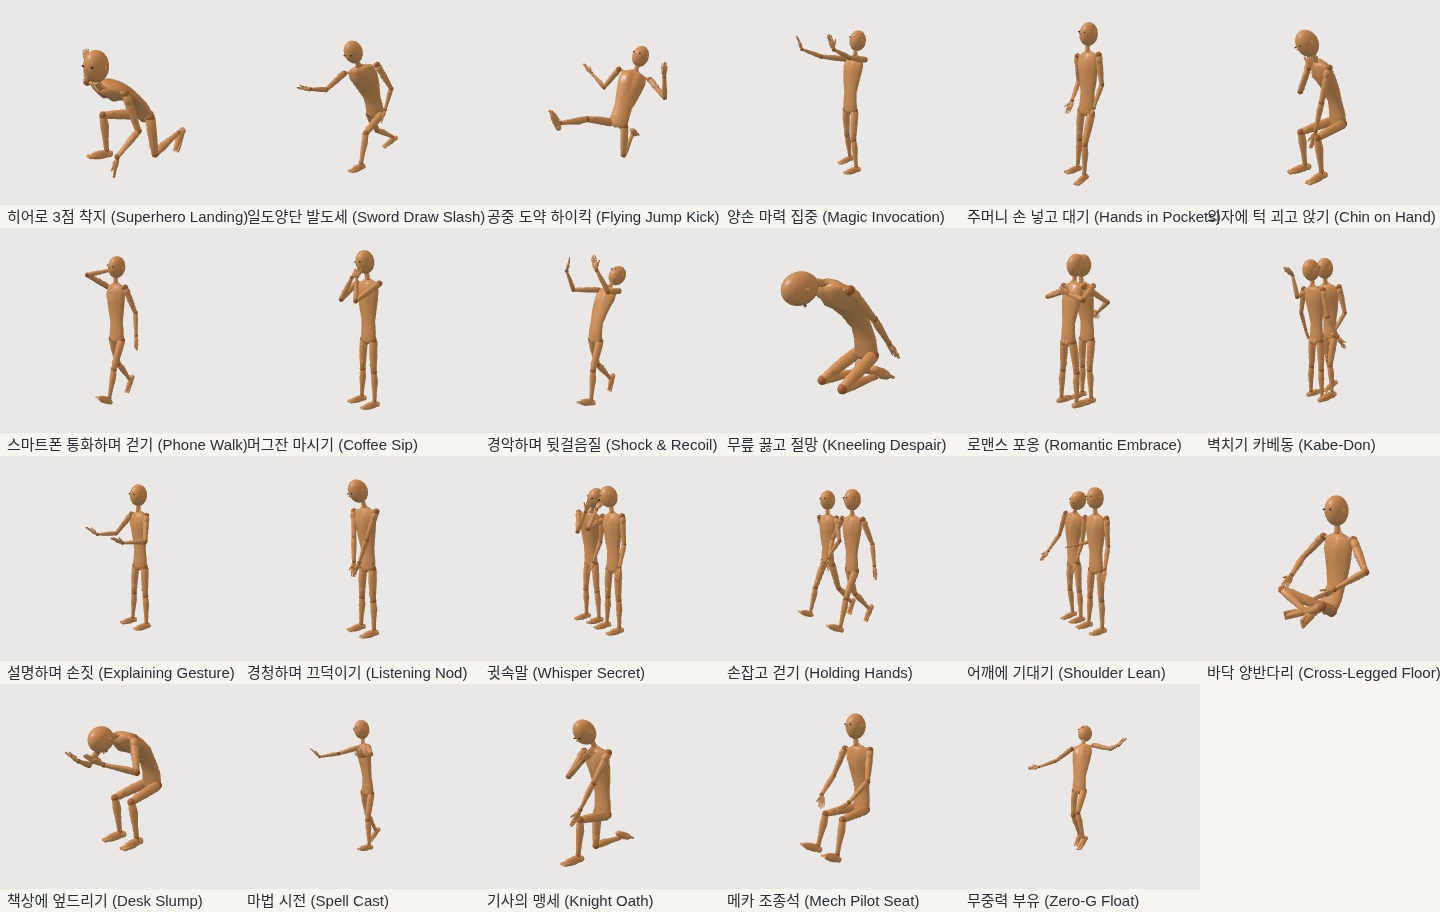 히어로 3점 착지 (Superhero Landing)
일도양단 발도세 (Sword Draw Slash)
공중 도약 하이킥 (Flying Jump Kick)
양손 마력 집중 (Magic Invocation)
주머니 손 넣고 대기 (Hands in Pockets)
의자에 턱 괴고 앉기 (Chin on Hand)
스마트폰 통화하며 걷기 (Phone Walk)
머그잔 마시기 (Coffee Sip)
경악하며 뒷걸음질 (Shock & Recoil)
무릎 꿇고 절망 (Kneeling Despair)
로맨스 포옹 (Romantic Embrace)
벽치기 카베동 (Kabe-Don)
설명하며 손짓 (Explaining Gesture)
경청하며 끄덕이기 (Listening Nod)
귓속말 (Whisper Secret)
손잡고 걷기 (Holding Hands)
어깨에 기대기 (Shoulder Lean)
바닥 양반다리 (Cross-Legged Floor)
책상에 엎드리기 (Desk Slump)
마법 시전 (Spell Cast)
기사의 맹세 (Knight Oath)
메카 조종석 (Mech Pilot Seat)
무중력 부유 (Zero-G Float)